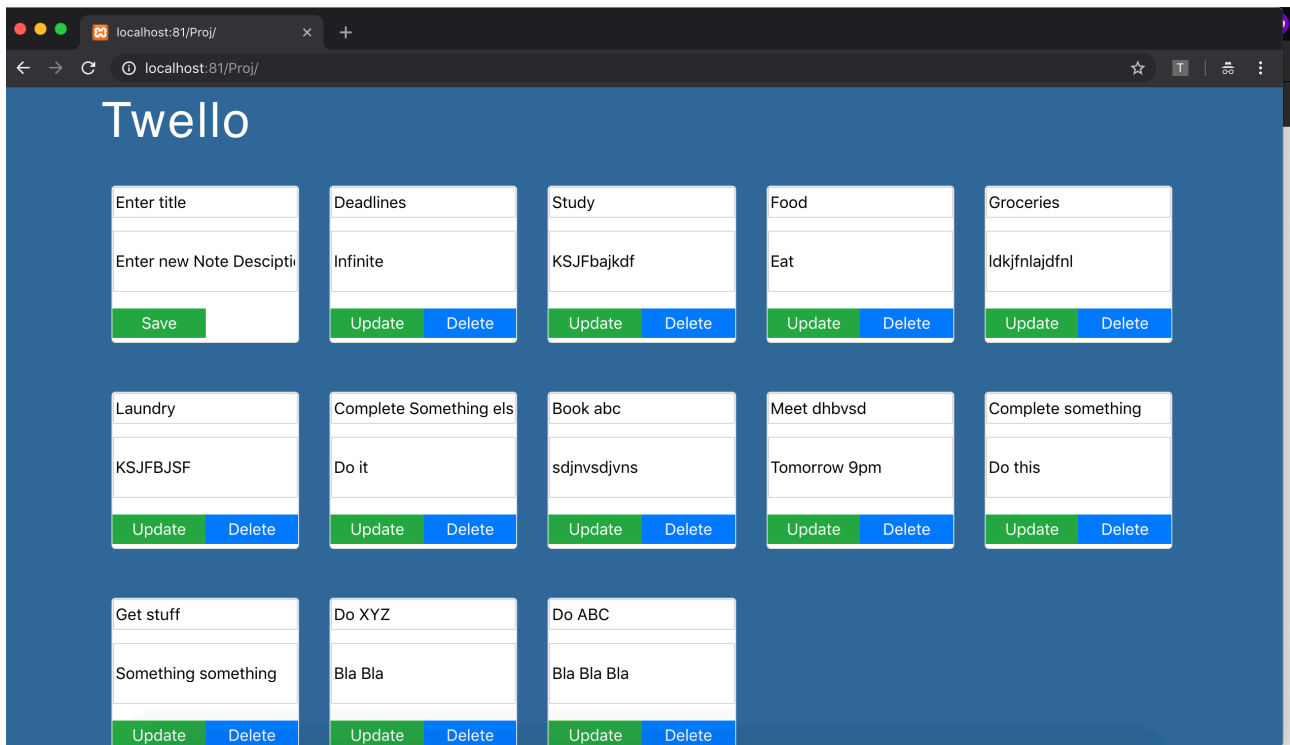 localhost:81/Proj/
localhost:81/Proj/
T
Twello
Enter title
Enter new Note Descipti
Save
Deadlines
Infinite
Update Delete
Study
KSJFbajkdf
Update Delete
Food
Eat
Update Delete
Groceries
ldkjfnlajdfnl
Update Delete
Laundry
KSJFBJSF
Update Delete
Complete Something els
Do it
Update Delete
Book abc
sdjnvsdjvns
Update Delete
Meet dhbvsd
Tomorrow 9pm
Update Delete
Complete something
Do this
Update Delete
Get stuff
Something something
Update Delete
Do XYZ
Bla Bla
Update Delete
Do ABC
Bla Bla Bla
Update Delete